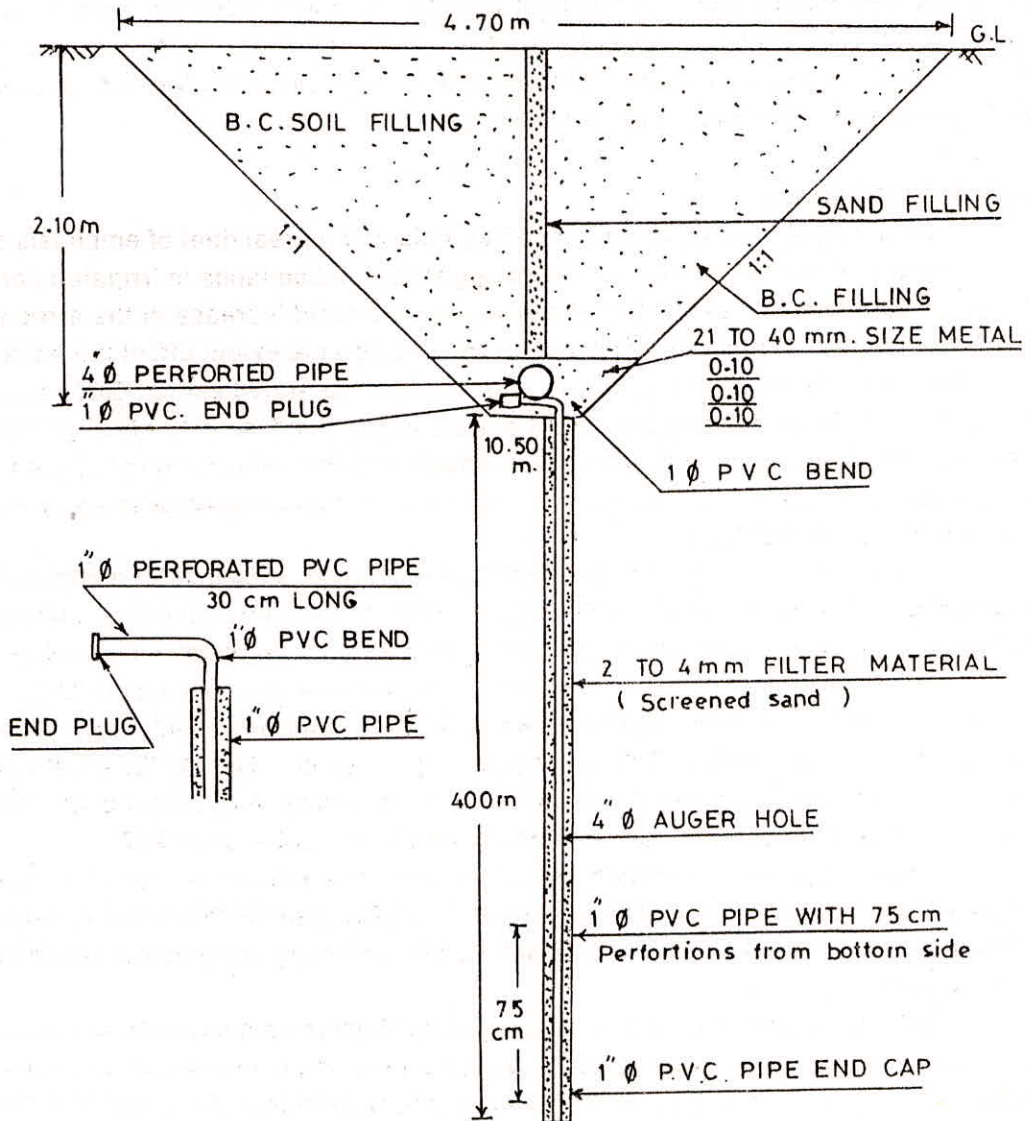 4.70 m
G.L.
B.C. SOIL FILLING
2.10 m
1:1
SAND FILLING
1:1
B.C. FILLING
21 TO 40 mm. SIZE METAL
0-10
0-10
0-10
4 Ø PERFORTED PIPE
1"Ø PVC. END PLUG
10.50
m.
1 Ø PVC BEND
1"Ø PERFORATED PVC PIPE
30 cm LONG
1"Ø PVC BEND
END PLUG
1"Ø PVC PIPE
2 TO 4mm FILTER MATERIAL
( Screened sand )
400m
4"Ø AUGER HOLE
1"Ø PVC PIPE WITH 75 cm
Perfortions from bottom side
75
cm
1"Ø P.V.C. PIPE END CAP